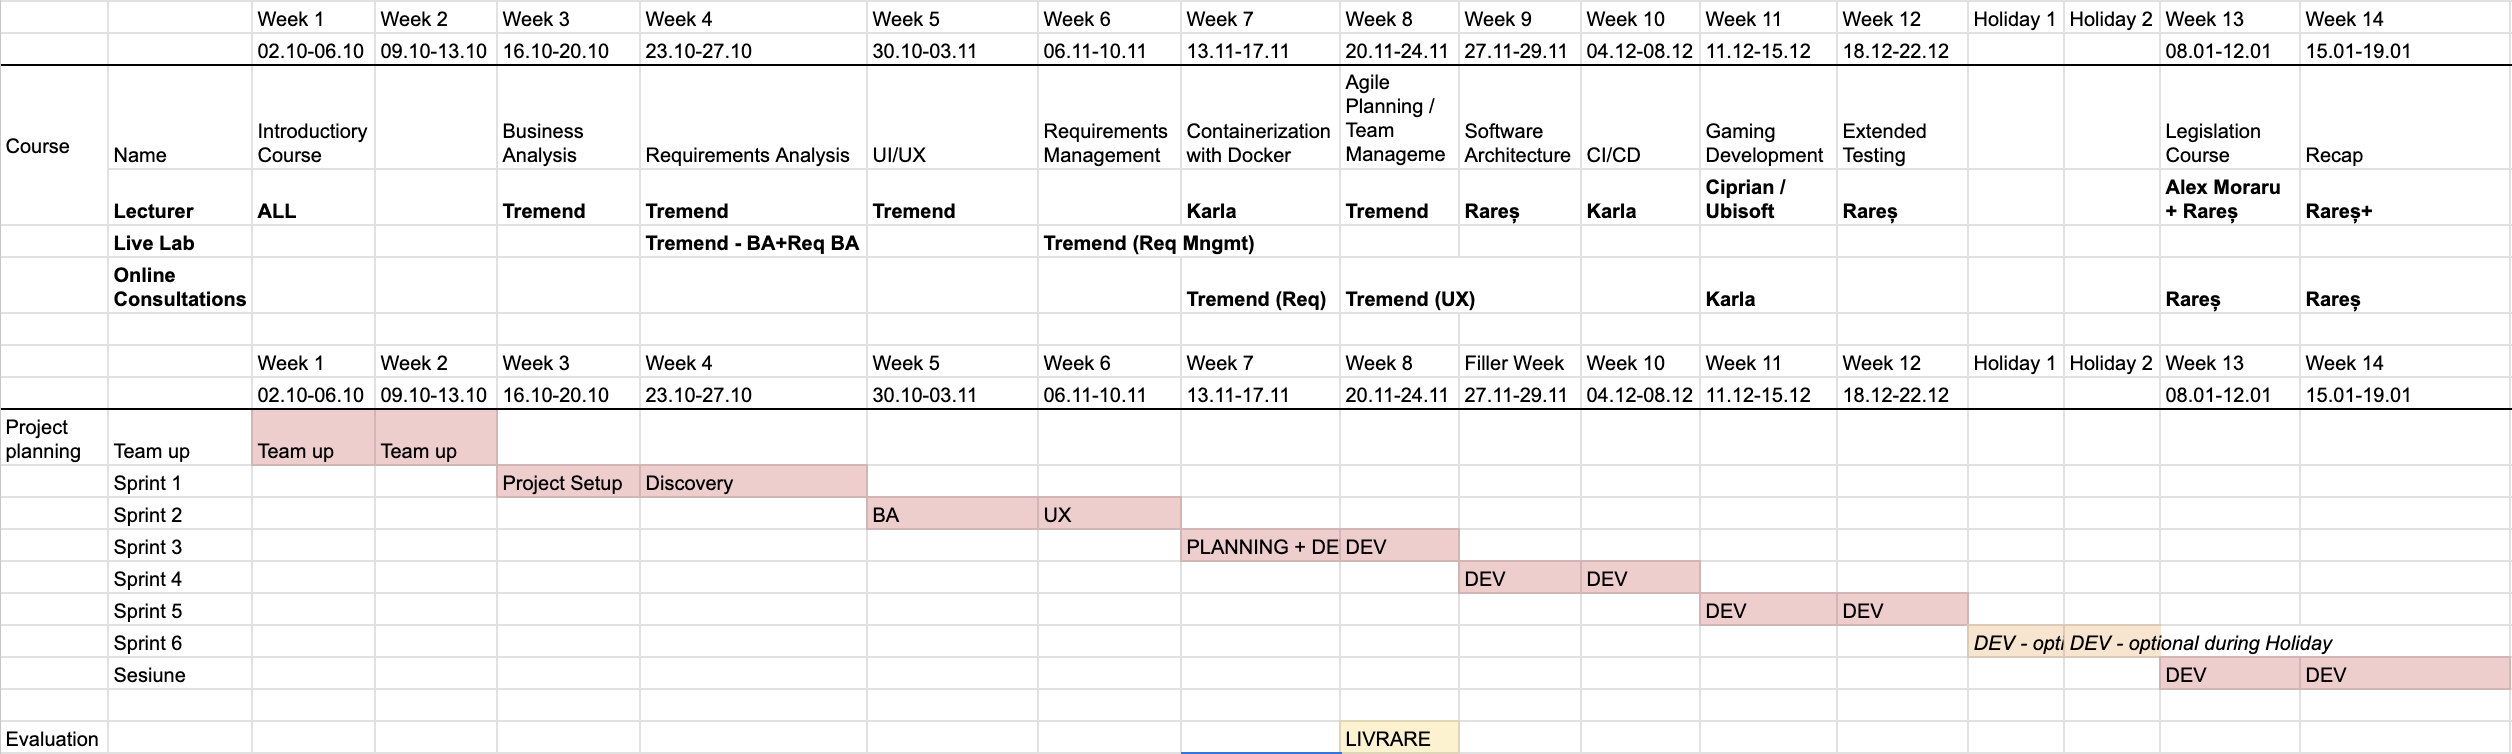 Week 1 Week 2 Week 3 Week 4 Week 5 Week 6 Week 7 Week 8 Week 9 Week 10 Week 11 Week 12 Holiday 1 Holiday 2 Week 13 Week 14
02.10-06.10 09.10-13.10 16.10-20.10 23.10-27.10 30.10-03.11 06.11-10.11 13.11-17.11 20.11-24.11 27.11-29.11 04.12-08.12 11.12-15.12 18.12-22.12 08.01-12.01 15.01-19.01
Course
Name
Introductiory
Course
Business
Analysis
Requirements Analysis
UI/UX
Requirements
Management
Containerization
with Docker
Agile
Planning /
Team
Manageme
Software
Architecture
CI/CD
Gaming
Development
Extended
Testing
Legislation
Course
Recap
Lecturer
ALL
Tremend
Tremend
Tremend
Karla
Tremend
Rareș
Karla
Ciprian /
Ubisoft
Rareș
Alex Moraru
+ Rareș
Rareș+
Live Lab Tremend - BA+Req BA Tremend (Req Mngmt)
Online
Consultations
Tremend (Req) Tremend (UX) Karla Rareș Rareș
Week 1 Week 2 Week 3 Week 4 Week 5 Week 6 Week 7 Week 8 Filler Week Week 10 Week 11 Week 12 Holiday 1 Holiday 2 Week 13 Week 14
02.10-06.10 09.10-13.10 16.10-20.10 23.10-27.10 30.10-03.11 06.11-10.11 13.11-17.11 20.11-24.11 27.11-29.11 04.12-08.12 11.12-15.12 18.12-22.12 08.01-12.01 15.01-19.01
Project
planning
Team up Team up Team up
Sprint 1 Project Setup Discovery
Sprint 2 BA UX
Sprint 3 PLANNING + DE DEV
Sprint 4 DEV DEV
Sprint 5 DEV DEV
Sprint 6 DEV - opti DEV - optional during Holiday
Sesiune DEV DEV
Evaluation LIVRARE